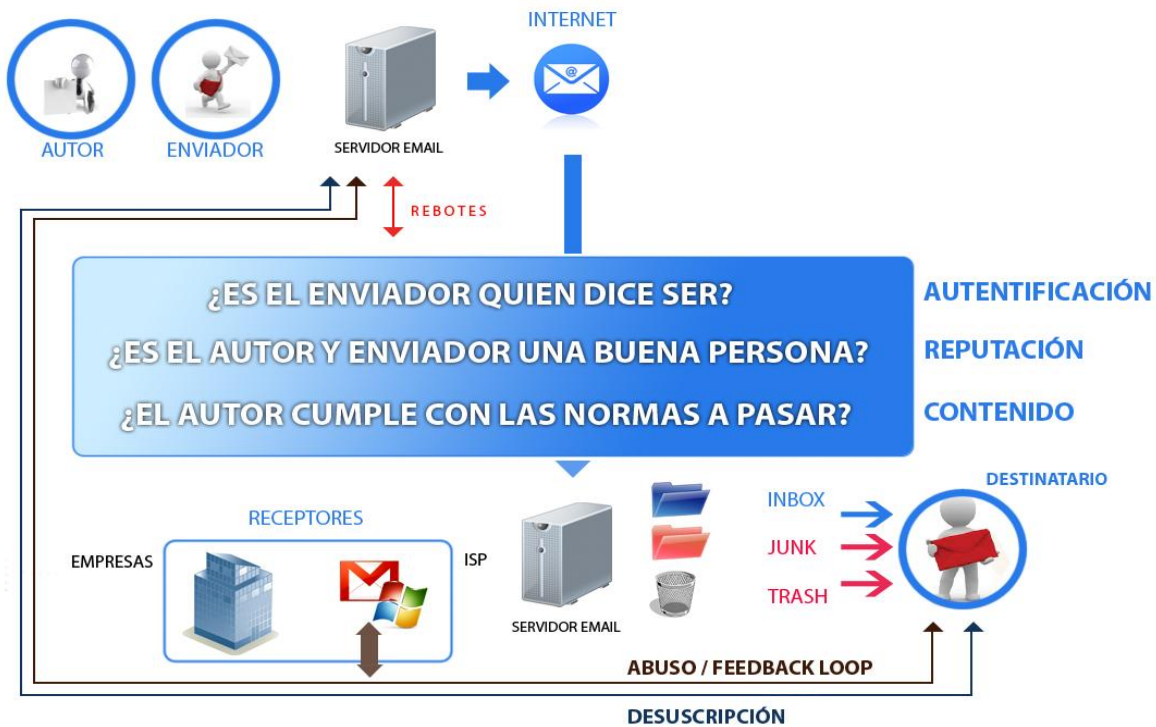 INTERNET
@
AUTOR
ENVIADOR
SERVIDOR EMAIL
REBOTES
¿ES EL ENVIADOR QUIEN DICE SER?
AUTENTIFICACIÓN
¿ES EL AUTOR Y ENVIADOR UNA BUENA PERSONA?
REPUTACIÓN
¿EL AUTOR CUMPLE CON LAS NORMAS A PASAR?
CONTENIDO
DESTINATARIO
RECEPTORES
INBOX
EMPRESAS
ISP
JUNK
TRASH
SERVIDOR EMAIL
ABUSO / FEEDBACK LOOP
DESUSCRIPCIÓN